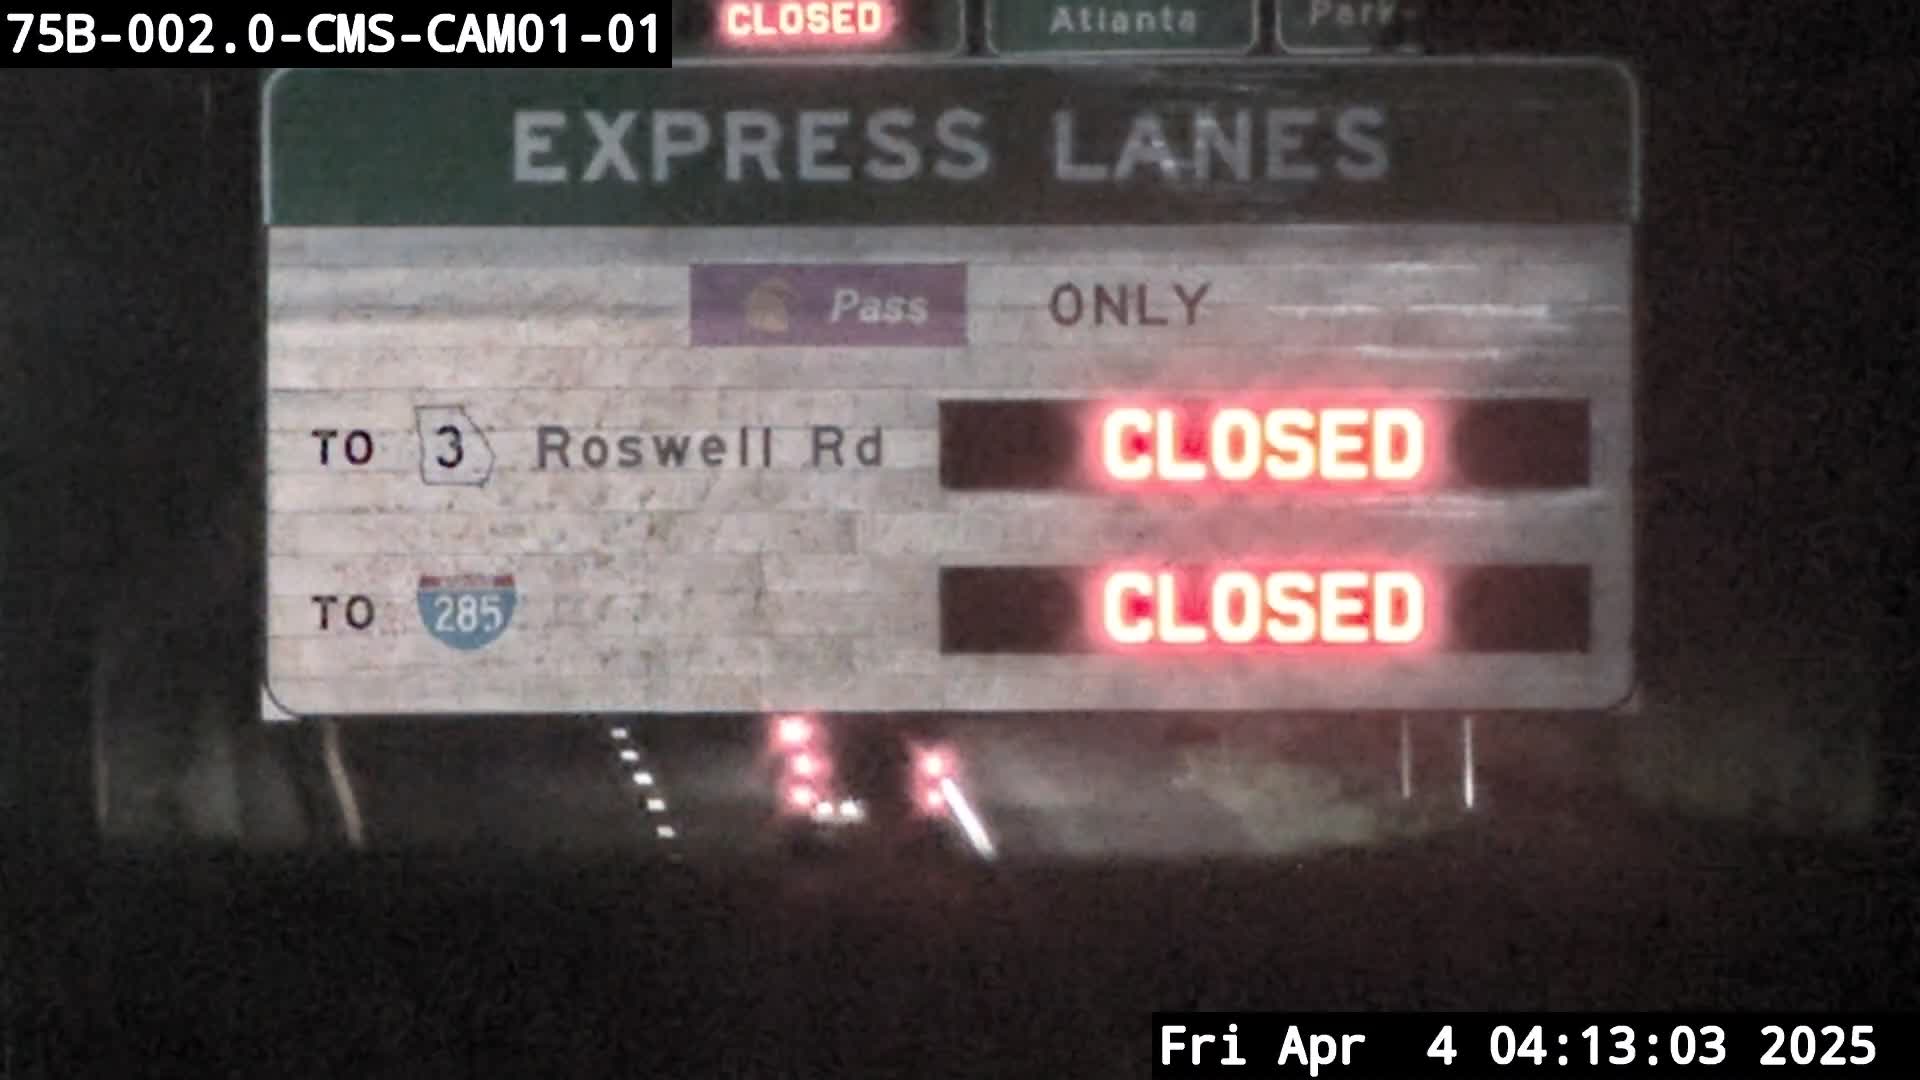 75B-002.0-CMS-CAM01-01
CLOSED
Atlanta
Park-
EXPRESS LANES
Pass ONLY
TO 3 Roswell Rd CLOSED
TO 285 CLOSED
Fri Apr 4 04:13:03 2025